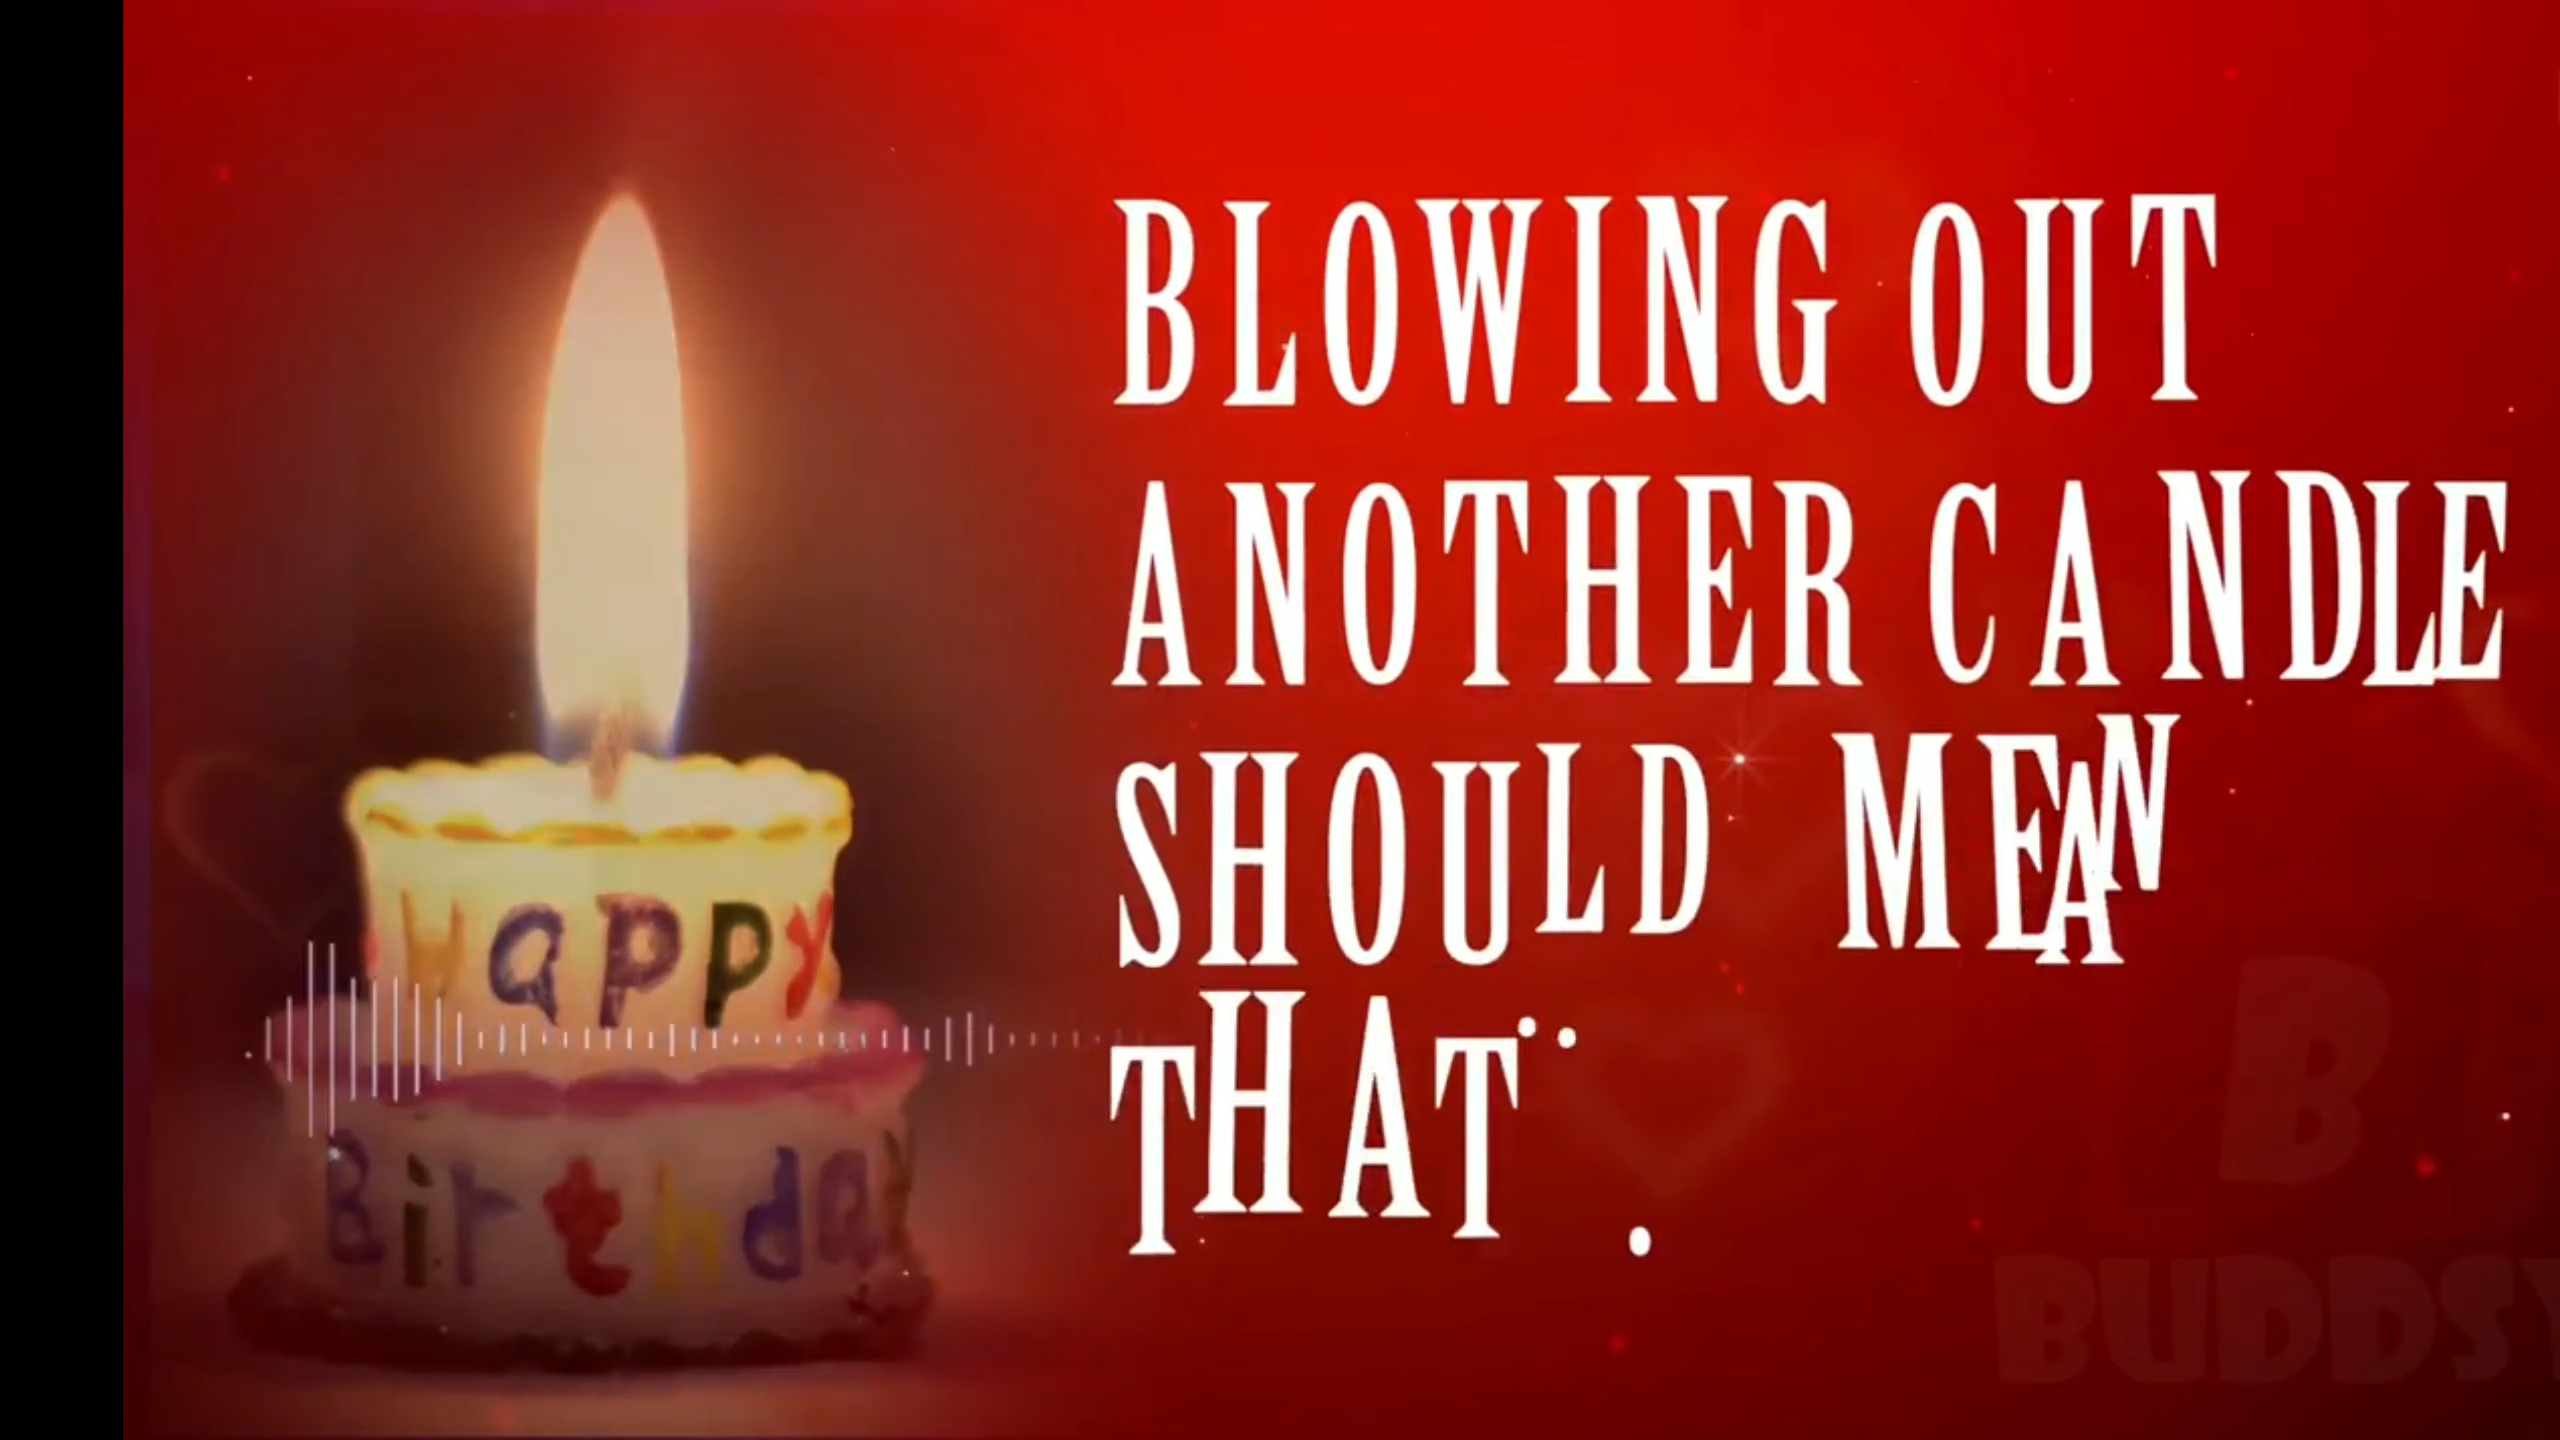 BLOWING OUT
ANOTHER CANDLE
SHOULD MEAN
THAT...
Happy
Birthday
B
BUDDSY